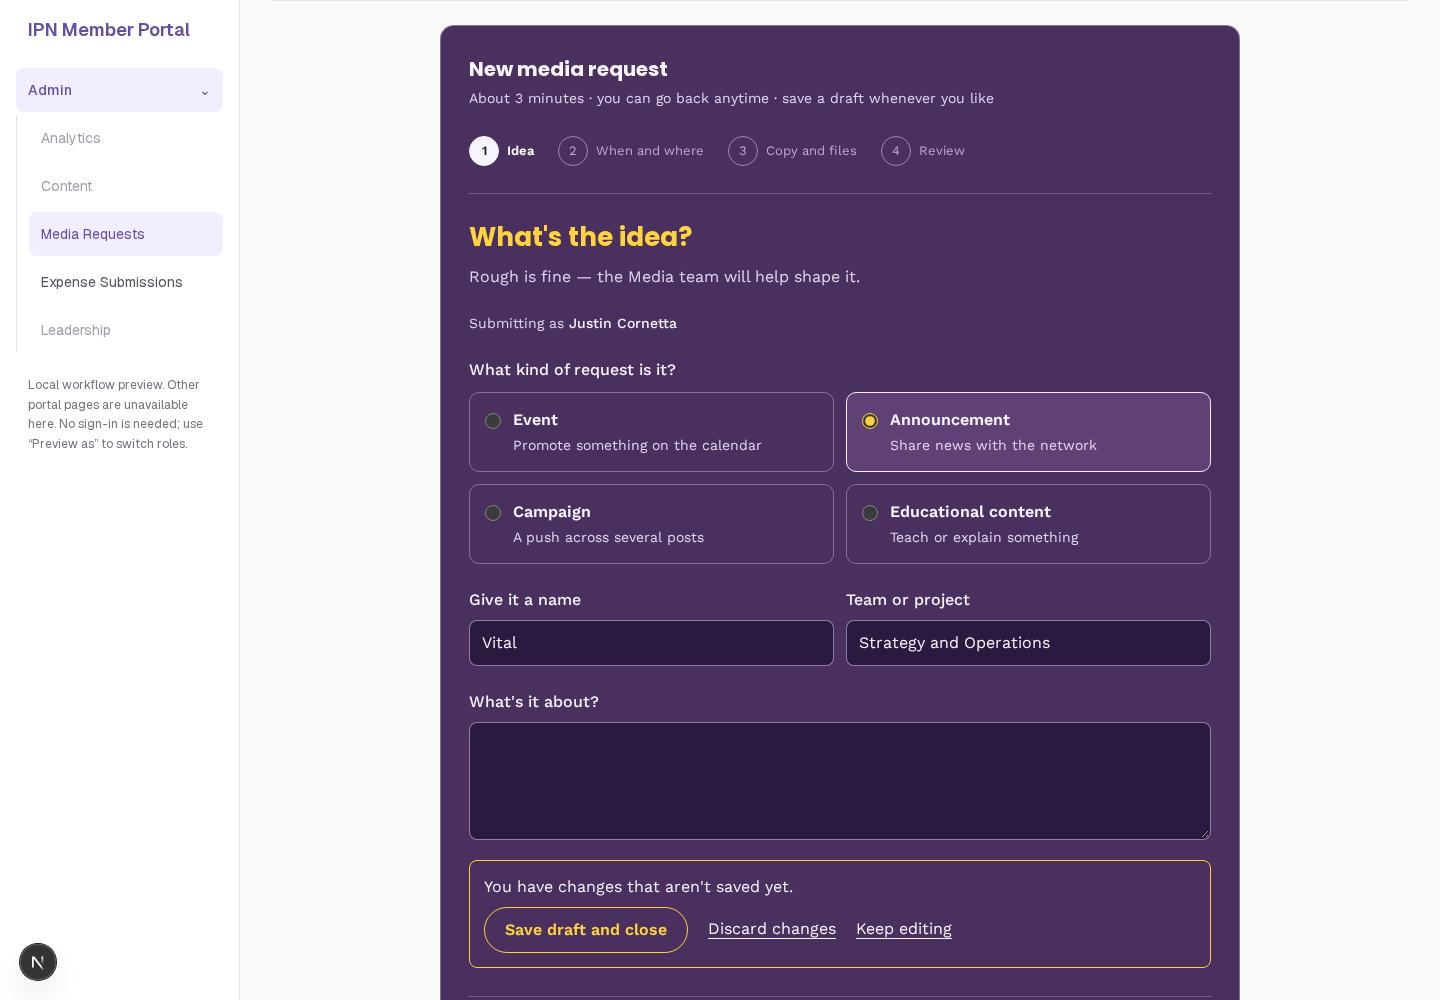 IPN Member Portal
Admin
Analytics
Content
Media Requests
Expense Submissions
Leadership
Local workflow preview. Other
portal pages are unavailable
here. No sign-in is needed; use
“Preview as” to switch roles.
N
New media request
About 3 minutes · you can go back anytime · save a draft whenever you like
1 Idea 2 When and where 3 Copy and files 4 Review
What's the idea?
Rough is fine — the Media team will help shape it.
Submitting as Justin Cornetta
What kind of request is it?
Event
Promote something on the calendar
Announcement
Share news with the network
Campaign
A push across several posts
Educational content
Teach or explain something
Give it a name
Vital
Team or project
Strategy and Operations
What's it about?
You have changes that aren't saved yet.
Save draft and close Discard changes Keep editing